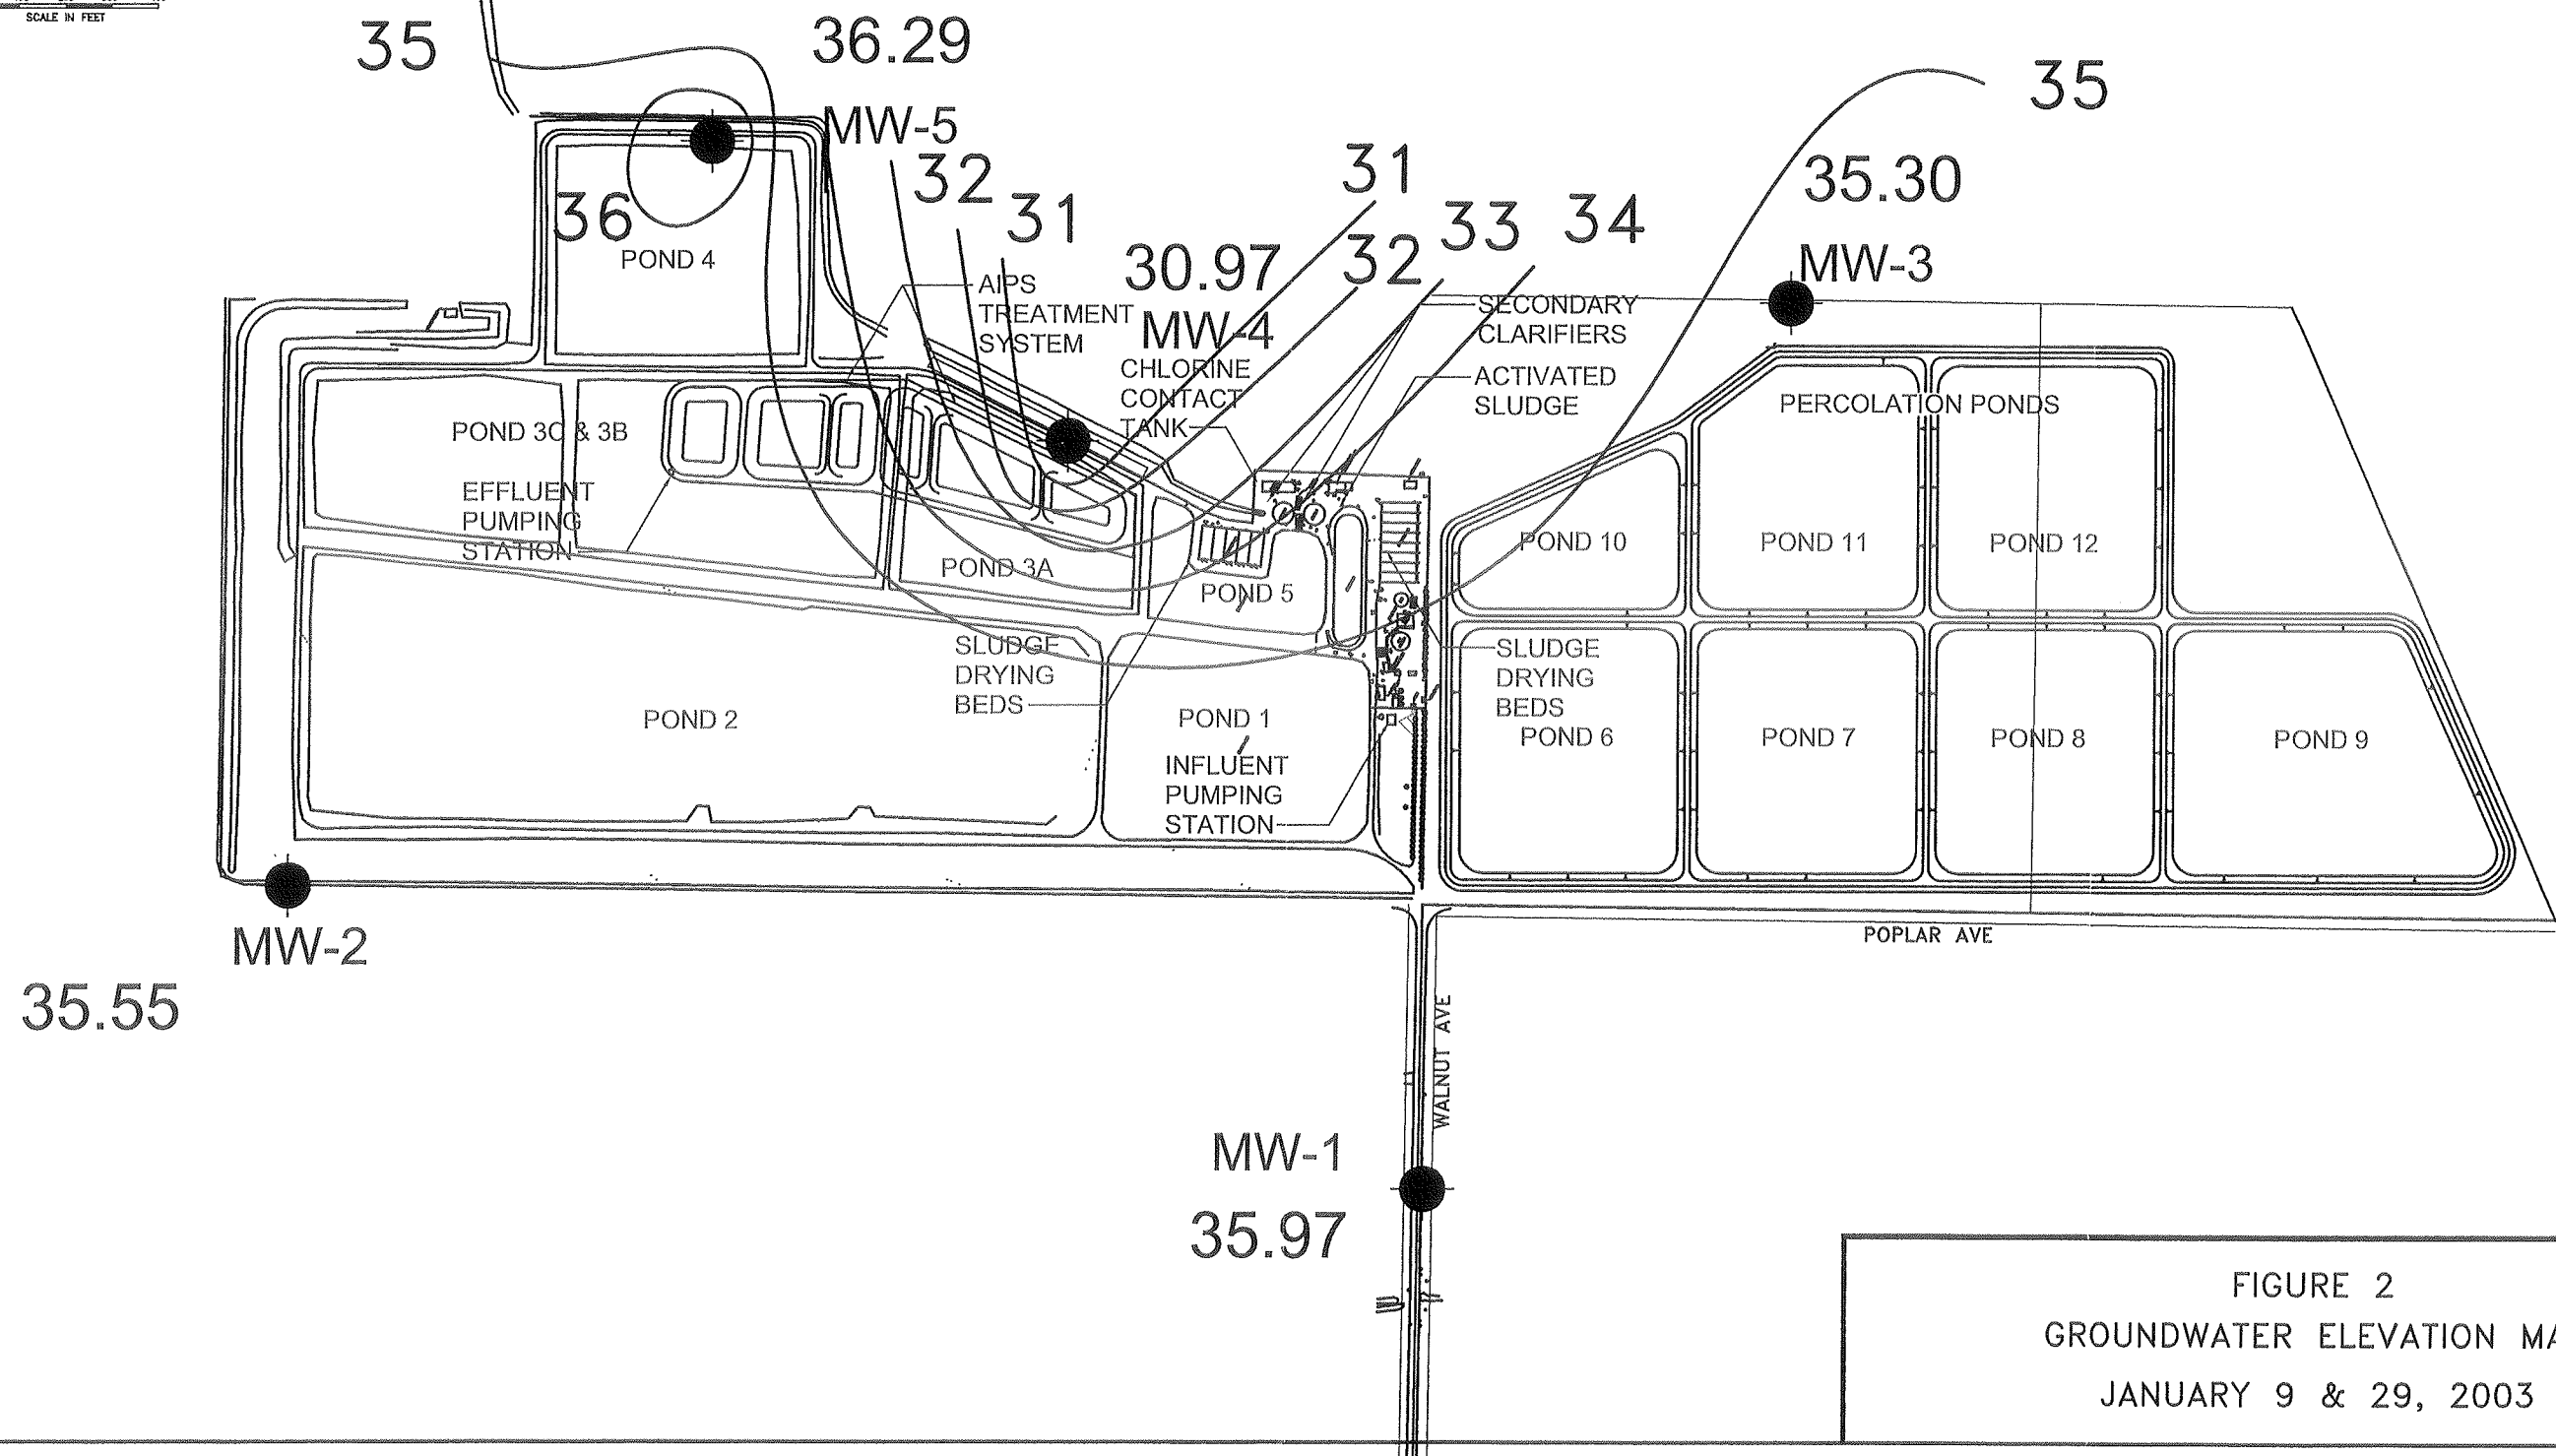 SCALE IN FEET
35
36.29
MW-5
32
31
36
POND 4
AIPS
TREATMENT
SYSTEM
30.97
MW-4
CHLORINE
CONTACT
TANK
31
32
33
34
35
35.30
MW-3
SECONDARY
CLARIFIERS
ACTIVATED
SLUDGE
PERCOLATION PONDS
POND 3C & 3B
EFFLUENT
PUMPING
STATION
POND 3A
POND 5
POND 10
POND 11
POND 12
SLUDGE
DRYING
BEDS
SLUDGE
DRYING
BEDS
POND 2
POND 1
POND 6
POND 7
POND 8
POND 9
INFLUENT
PUMPING
STATION
MW-2
35.55
POPLAR AVE
WALNUT AVE
MW-1
35.97
FIGURE 2
GROUNDWATER ELEVATION MA
JANUARY 9 & 29, 2003